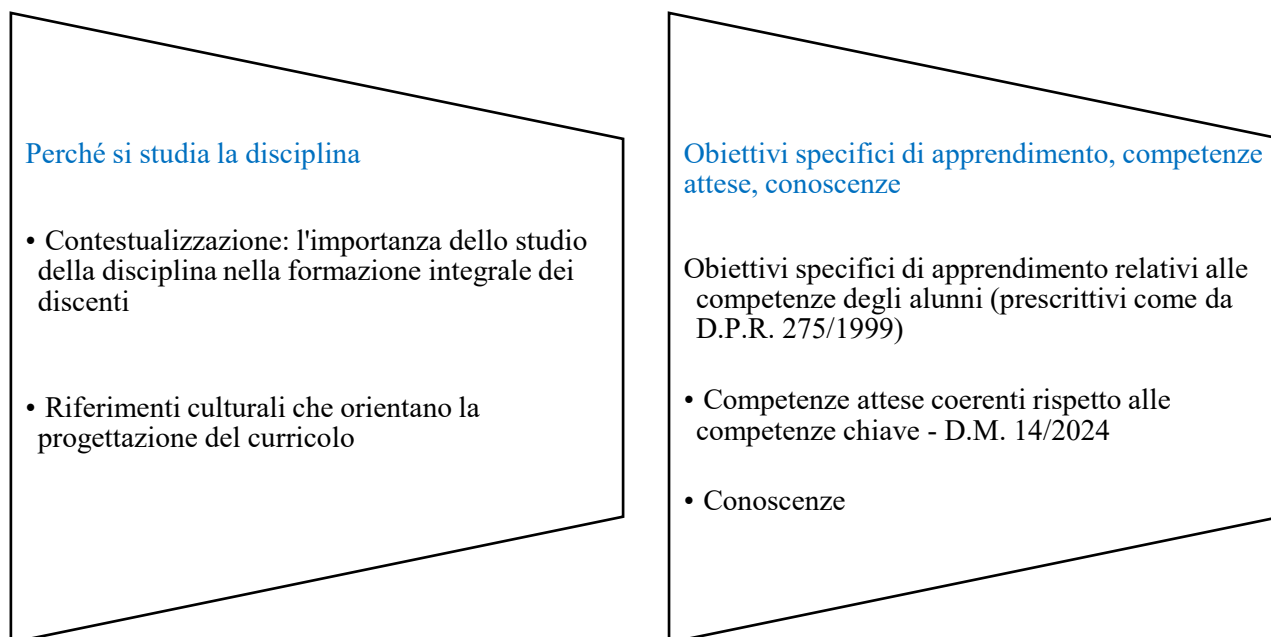 Perché si studia la disciplina
• Contestualizzazione: l'importanza dello studio
della disciplina nella formazione integrale dei
discenti
• Riferimenti culturali che orientano la
progettazione del curricolo
Obiettivi specifici di apprendimento, competenze
attese, conoscenze
Obiettivi specifici di apprendimento relativi alle
competenze degli alunni (prescrittivi come da
D.P.R. 275/1999)
• Competenze attese coerenti rispetto alle
competenze chiave - D.M. 14/2024
• Conoscenze